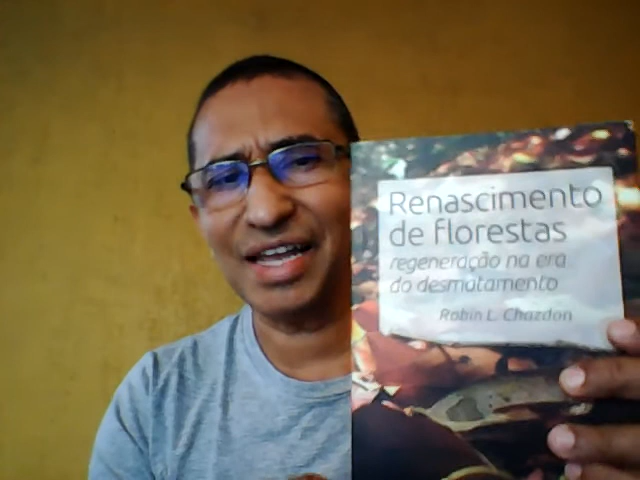 Renascimento
de florestas
regeneração na era
do desmatamento
Robin L. Chazdon